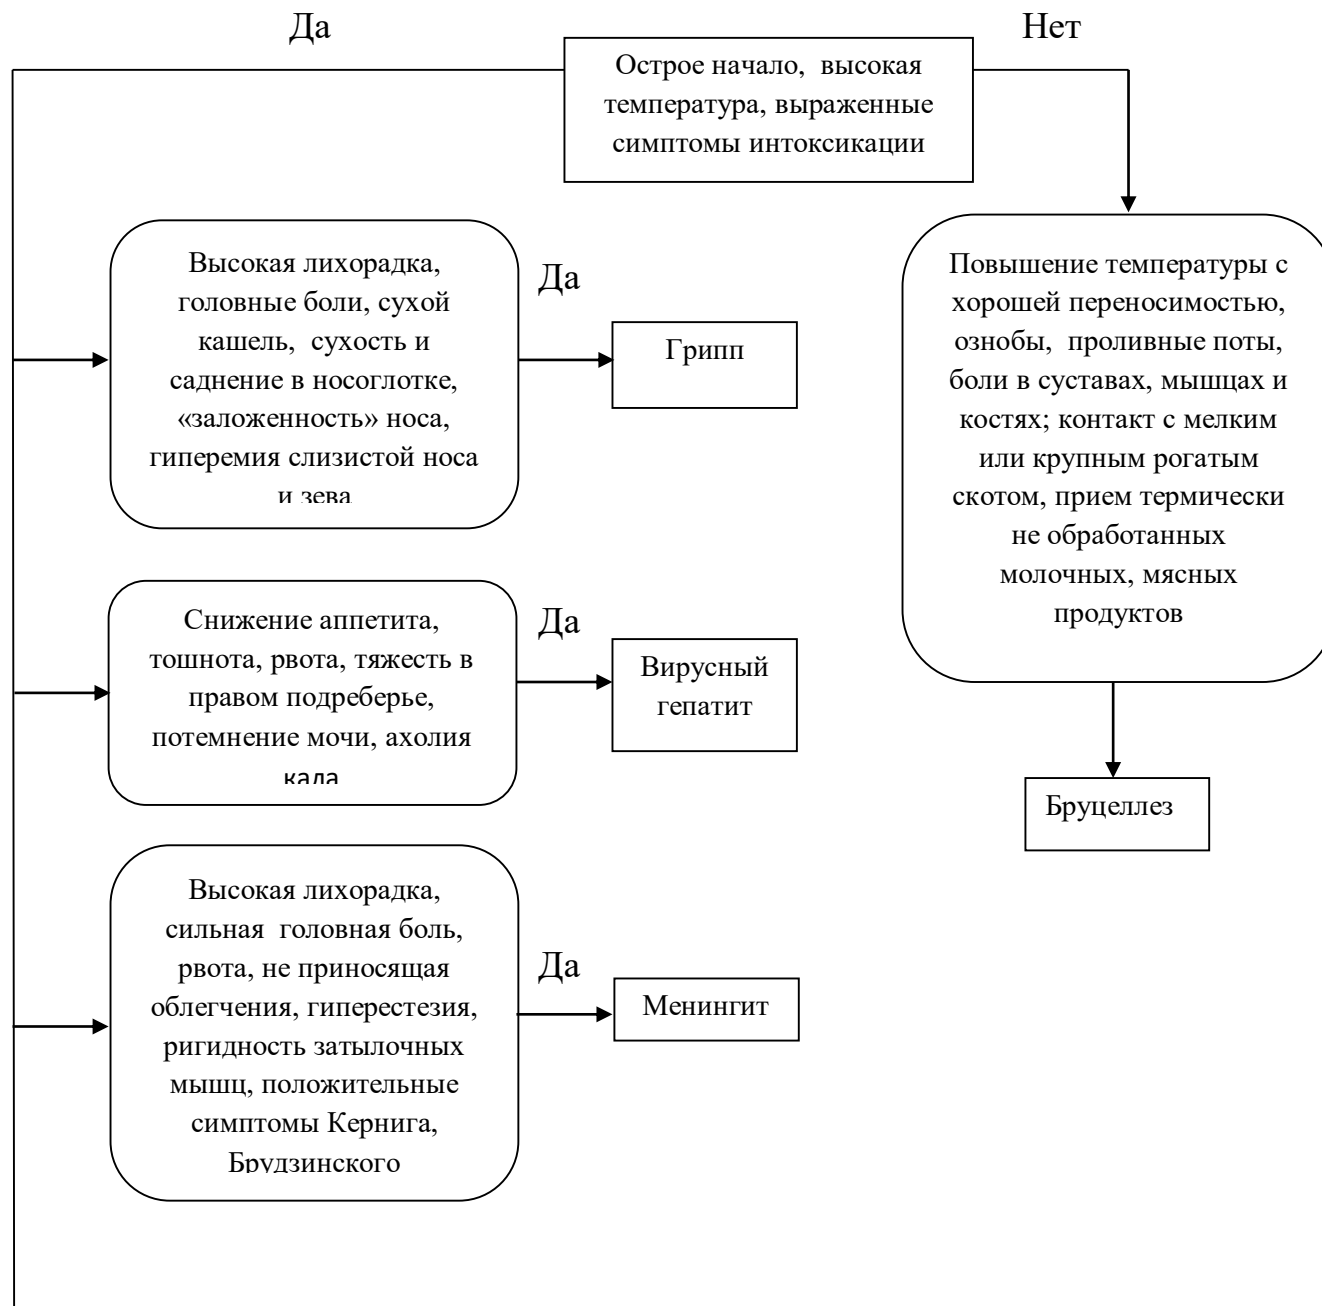 Да
Нет
Острое начало, высокая
температура, выраженные
симптомы интоксикации
Высокая лихорадка,
головные боли, сухой
кашель, сухость и
саднение в носоглотке,
«заложенность» носа,
гиперемия слизистой носа
и зева
Да
Грипп
Повышение температуры с
хорошей переносимостью,
ознобы, проливные поты,
боли в суставах, мышцах и
костях; контакт с мелким
или крупным рогатым
скотом, прием термически
не обработанных
молочных, мясных
продуктов
Снижение аппетита,
тошнота, рвота, тяжесть в
правом подреберье,
потемнение мочи, ахолия
кала
Да
Вирусный
гепатит
Бруцеллез
Высокая лихорадка,
сильная головная боль,
рвота, не приносящая
облегчения, гиперестезия,
ригидность затылочных
мышц, положительные
симптомы Кернига,
Брудзинского
Да
Менингит